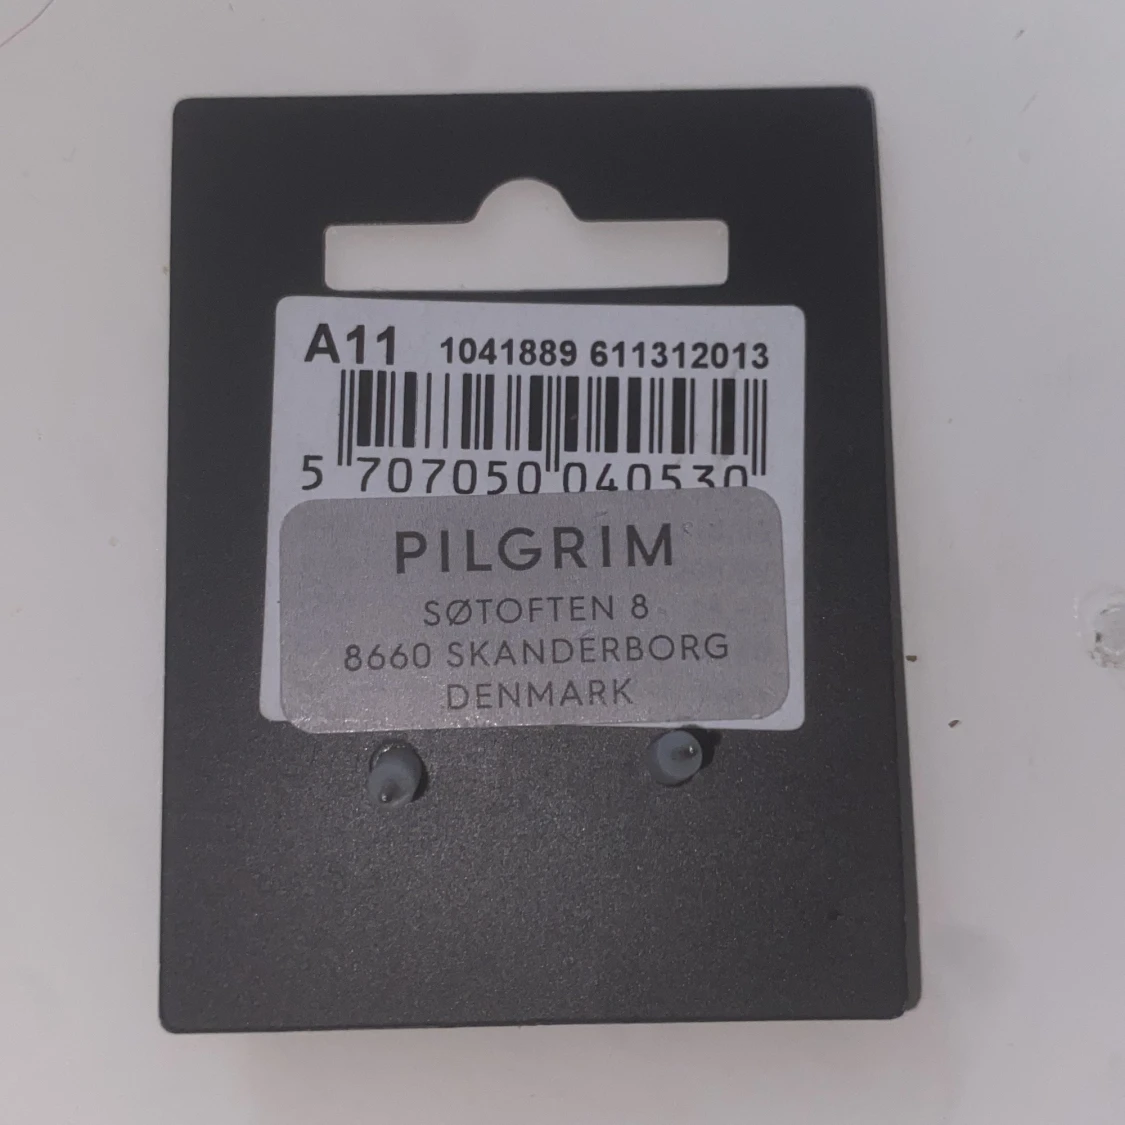 A11 1041889 611312013
5 707050 040530
PILGRIM
SØTOFTEN 8
8660 SKANDERBORG
DENMARK